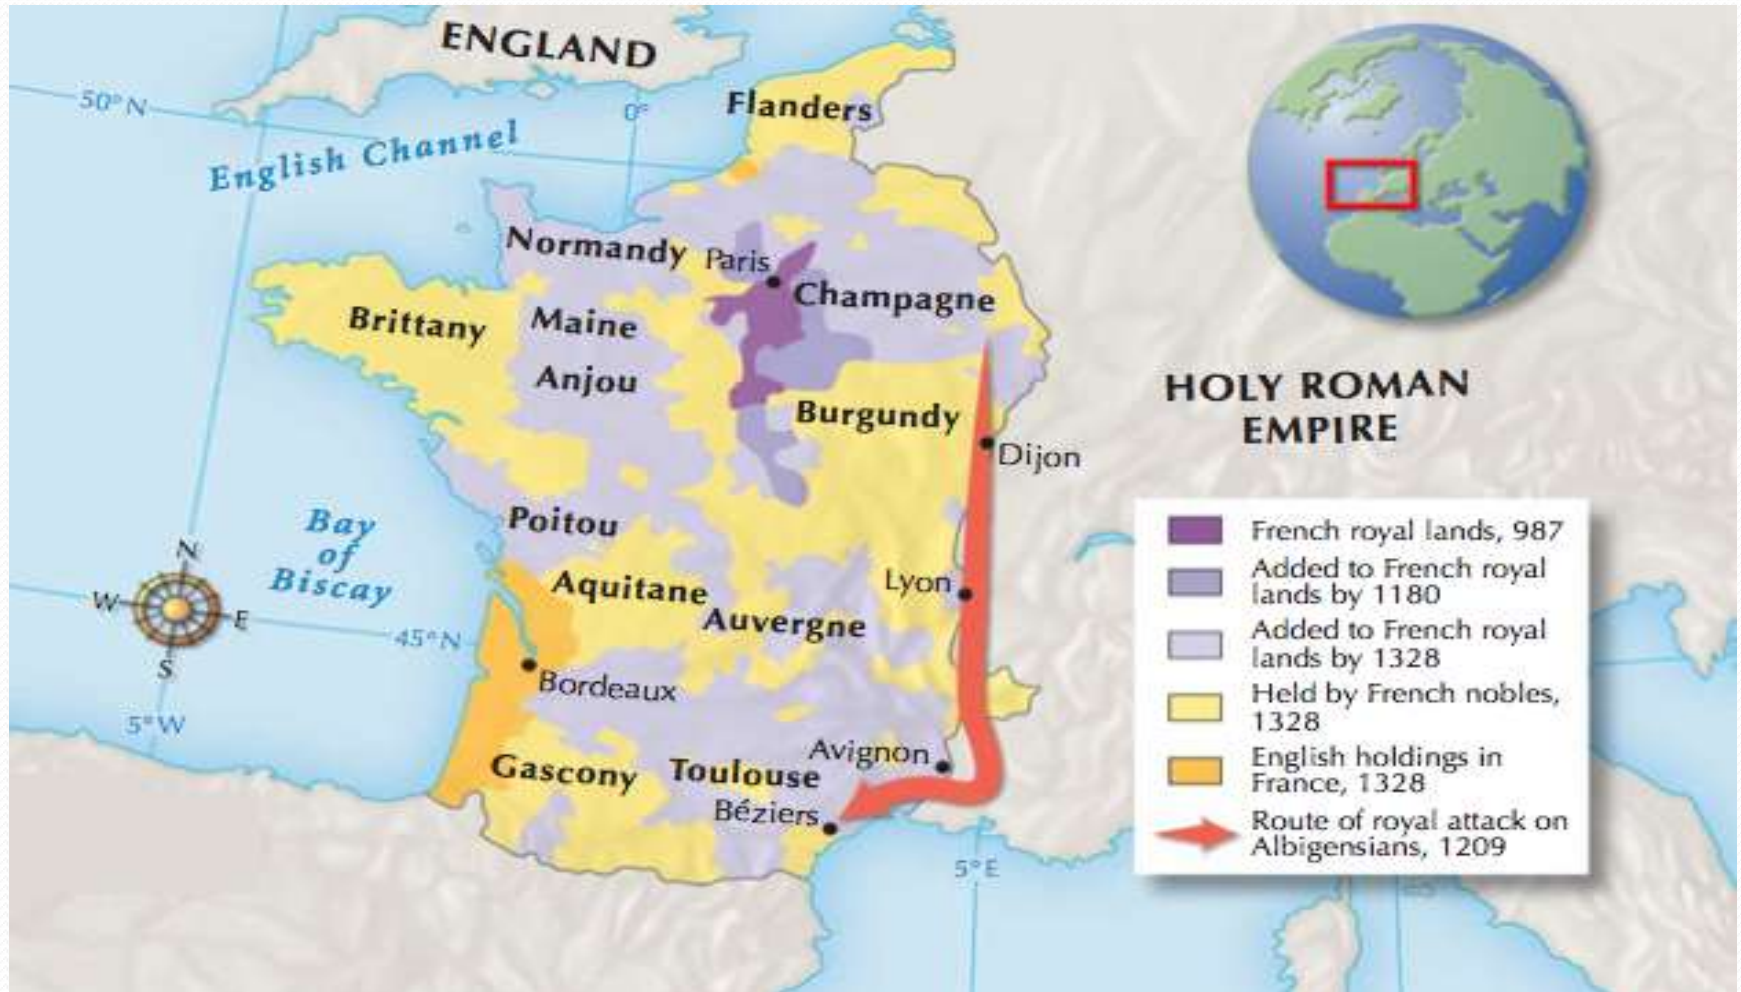 ENGLAND
50°N
0°
Flanders
English Channel
Normandy
Paris
Champagne
Brittany
Maine
Anjou
HOLY ROMAN
EMPIRE
Burgundy
Dijon
Bay
of
Biscay
Poitou
N
W
E
S
45°N
Aquitane
Auvergne
Lyon
Bordeaux
5°W
Gascony
Toulouse
Avignon
Béziers
5°E
French royal lands, 987
Added to French royal
lands by 1180
Added to French royal
lands by 1328
Held by French nobles,
1328
English holdings in
France, 1328
Route of royal attack on
Albigensians, 1209